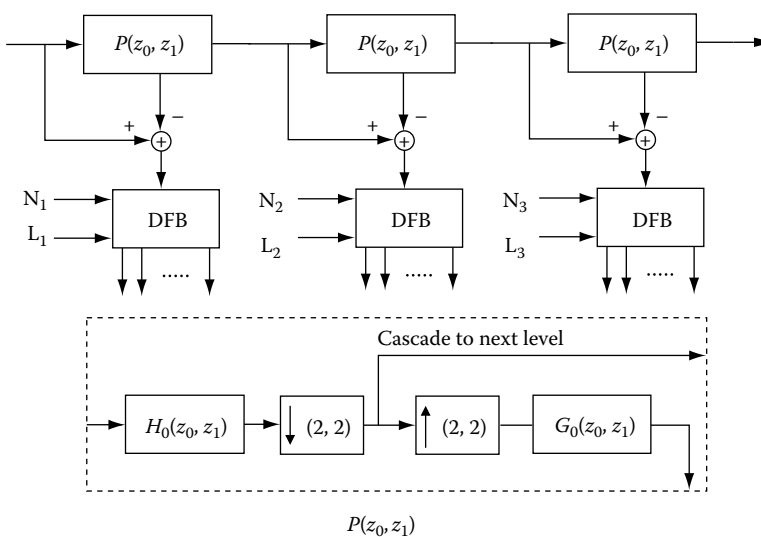 P(z₀, z₁) P(z₀, z₁) P(z₀, z₁)
− − −
+ + + + + +
N₁ N₂ N₃
DFB DFB DFB
L₁ L₂ L₃
..... ..... .....
Cascade to next level
H₀(z₀, z₁) (2, 2) (2, 2) G₀(z₀, z₁)
P(z₀, z₁)